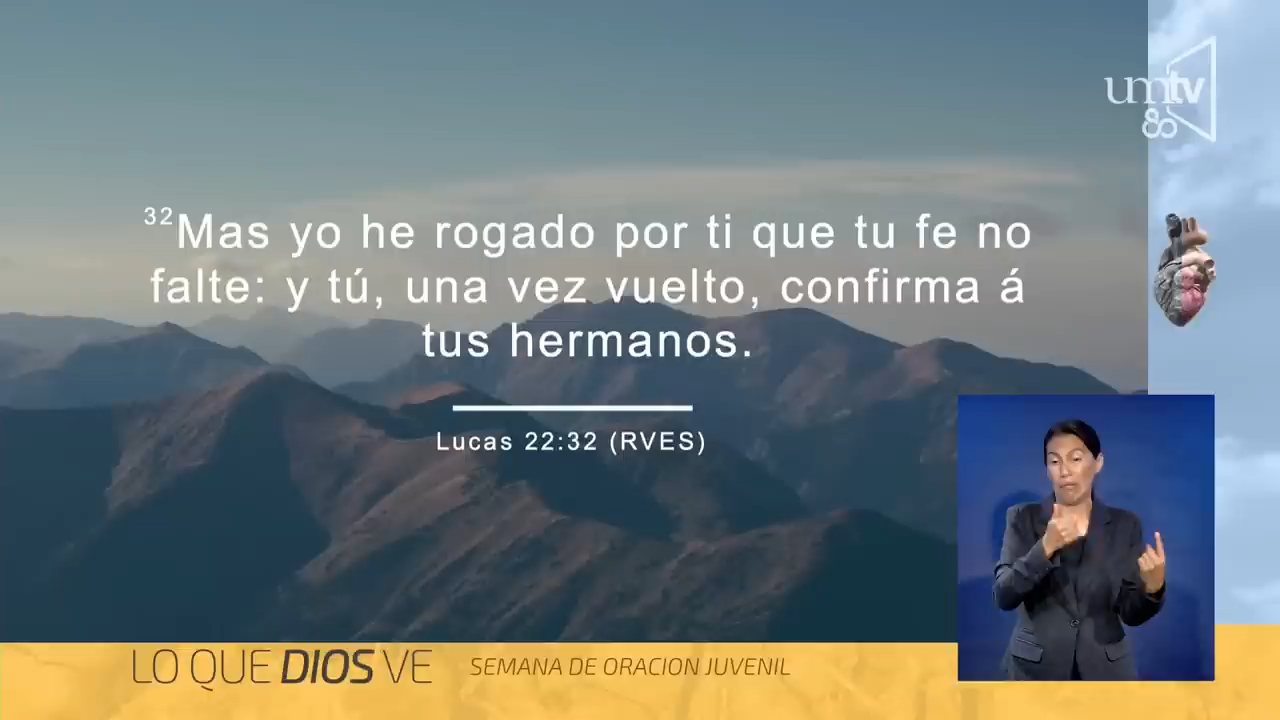 umtv
80
32Mas yo he rogado por ti que tu fe no
falte: y tú, una vez vuelto, confirma á
tus hermanos.
Lucas 22:32 (RVES)
LO QUE DIOS VE
SEMANA DE ORACION JUVENIL